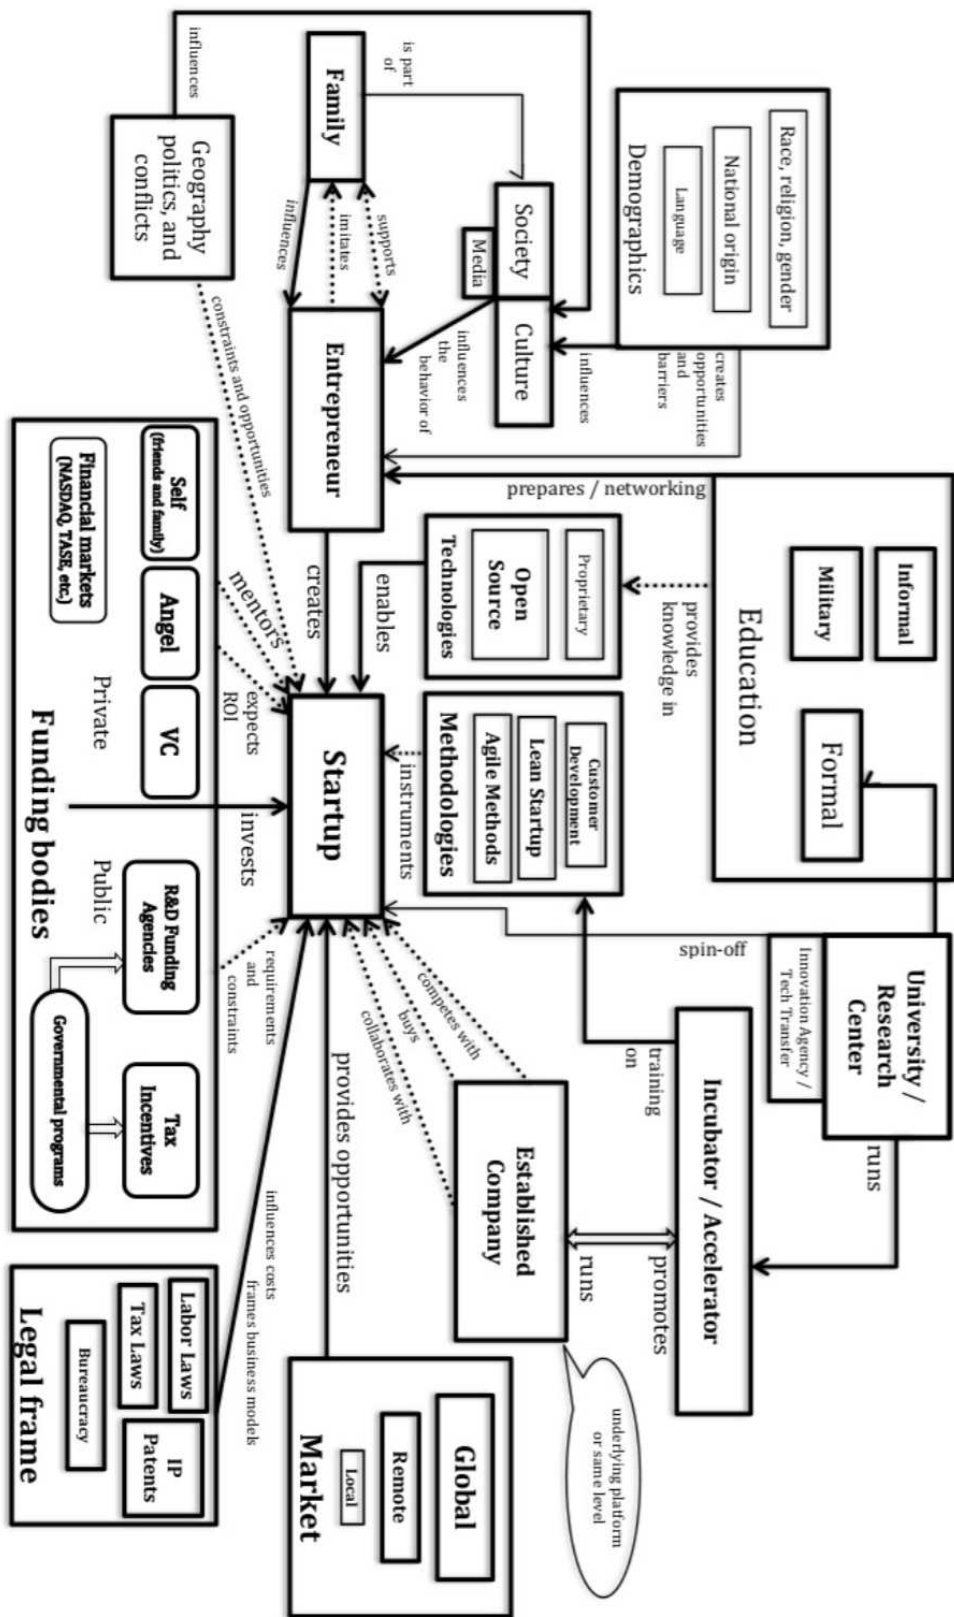 Race, religion, gender
National origin
Language
Demographics
creates
opportunities
and
barriers
influences
is part
of
Society
Culture
Media
influences
the
behavior of
Family
supports
imitates
influences
Entrepreneur
influences
Geography
politics, and
conflicts
constraints and opportunities
Informal
Military
Formal
Education
prepares / networking
provides
knowledge in
Proprietary
Open
Source
Technologies
enables
creates
Customer
Development
Lean Startup
Agile Methods
Methodologies
instruments
Startup
University /
Research
Center
Innovation Agency /
Tech Transfer
spin-off
runs
Incubator / Accelerator
training
on
promotes
runs
Established
Company
underlying platform
or same level
competes with
buys
collaborates with
provides opportunities
Global
Remote
Local
Market
mentors
expects
ROI
invests
requirements
and
constraints
influences costs
frames business models
Self
(friends and family)
Angel
VC
Financial markets
(NASDAQ, TASE, etc.)
Private
Public
R&D Funding
Agencies
Tax
Incentives
Governmental programs
Funding bodies
Labor Laws
Tax Laws
IP
Patents
Bureaucracy
Legal frame